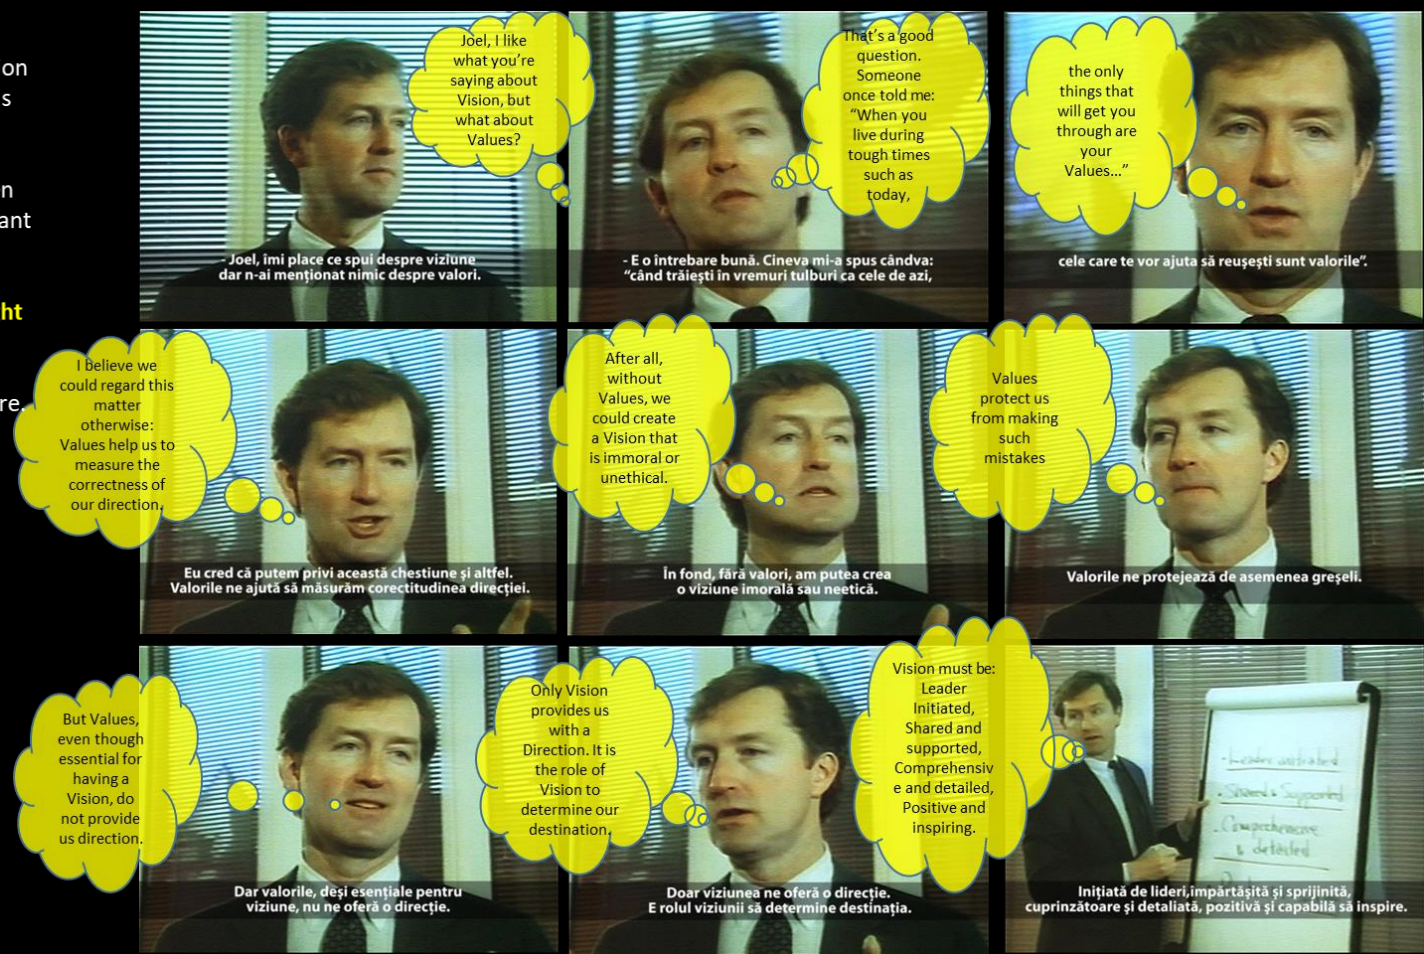 on
s
n
ant
ht
re.
Joel, I like
what you're
saying about
Vision, but
what about
Values?
- Joel, îmi place ce spui despre viziune
dar n-ai menționat nimic despre valori.
That's a good
question.
Someone
once told me:
"When you
live during
tough times
such as
today,
- E o întrebare bună. Cineva mi-a spus cândva:
"când trăiești în vremuri tulburi ca cele de azi,
the only
things that
will get you
through are
your
Values..."
cele care te vor ajuta să reușești sunt valorile".
I believe we
could regard this
matter
otherwise:
Values help us to
measure the
correctness of
our direction.
Eu cred că putem privi această chestiune și altfel.
Valorile ne ajută să măsurăm corectitudinea direcției.
After all,
without
Values, we
could create
a Vision that
is immoral or
unethical.
În fond, fără valori, am putea crea
o viziune imorală sau neetică.
Values
protect us
from making
such
mistakes
Valorile ne protejează de asemenea greșeli.
But Values,
even though
essential for
having a
Vision, do
not provide
us direction.
Dar valorile, deși esențiale pentru
viziune, nu ne oferă o direcție.
Only Vision
provides us
with a
Direction. It is
the role of
Vision to
determine our
destination.
Doar viziunea ne oferă o direcție.
E rolul viziunii să determine destinația.
Vision must be:
Leader
Initiated,
Shared and
supported,
Comprehensiv
e and detailed,
Positive and
inspiring.
• Leader initiated
• Shared & Supported
• Comprehensive
& detailed
Inițiată de lideri,împărtășită și sprijinită,
cuprinzătoare și detaliată, pozitivă și capabilă să inspire.